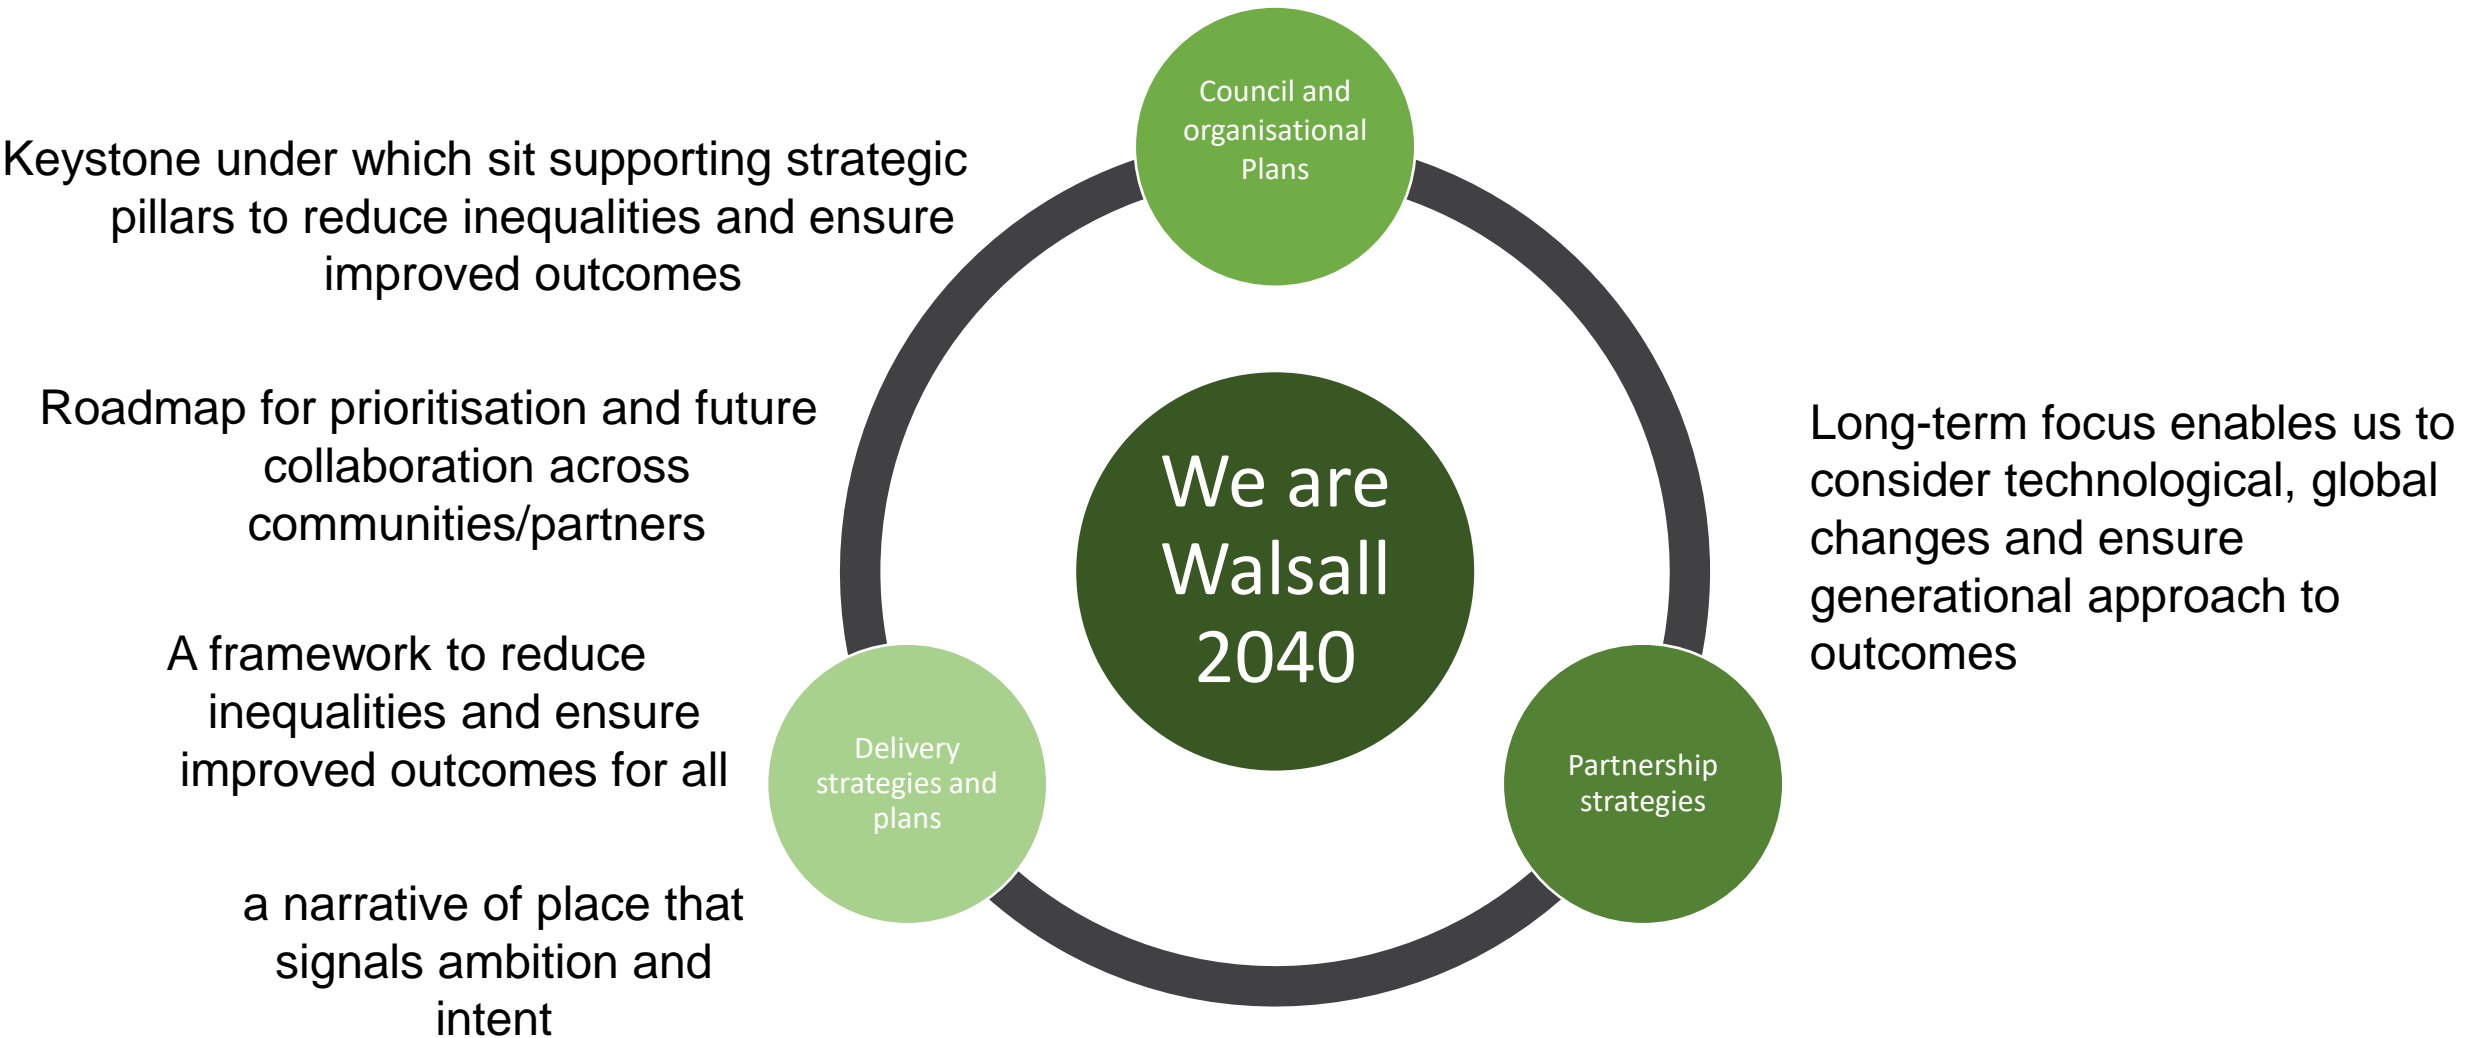 Council and
organisational
Plans
Keystone under which sit supporting strategic
pillars to reduce inequalities and ensure
improved outcomes
Roadmap for prioritisation and future
collaboration across
communities/partners
A framework to reduce
inequalities and ensure
improved outcomes for all
a narrative of place that
signals ambition and
intent
We are
Walsall
2040
Delivery
strategies and
plans
Partnership
strategies
Long-term focus enables us to
consider technological, global
changes and ensure
generational approach to
outcomes